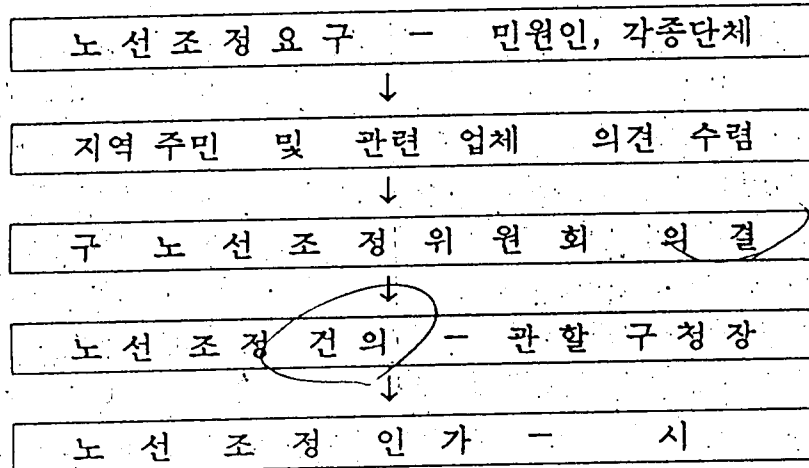 노선조정요구 - 민원인, 각종단체
↓
지역 주민 및 관련 업체 의견 수렴
↓
구 노선조정위원회 의결
↓
노선 조정 건의 - 관할 구청장
↓
노선 조정 인가 - 시